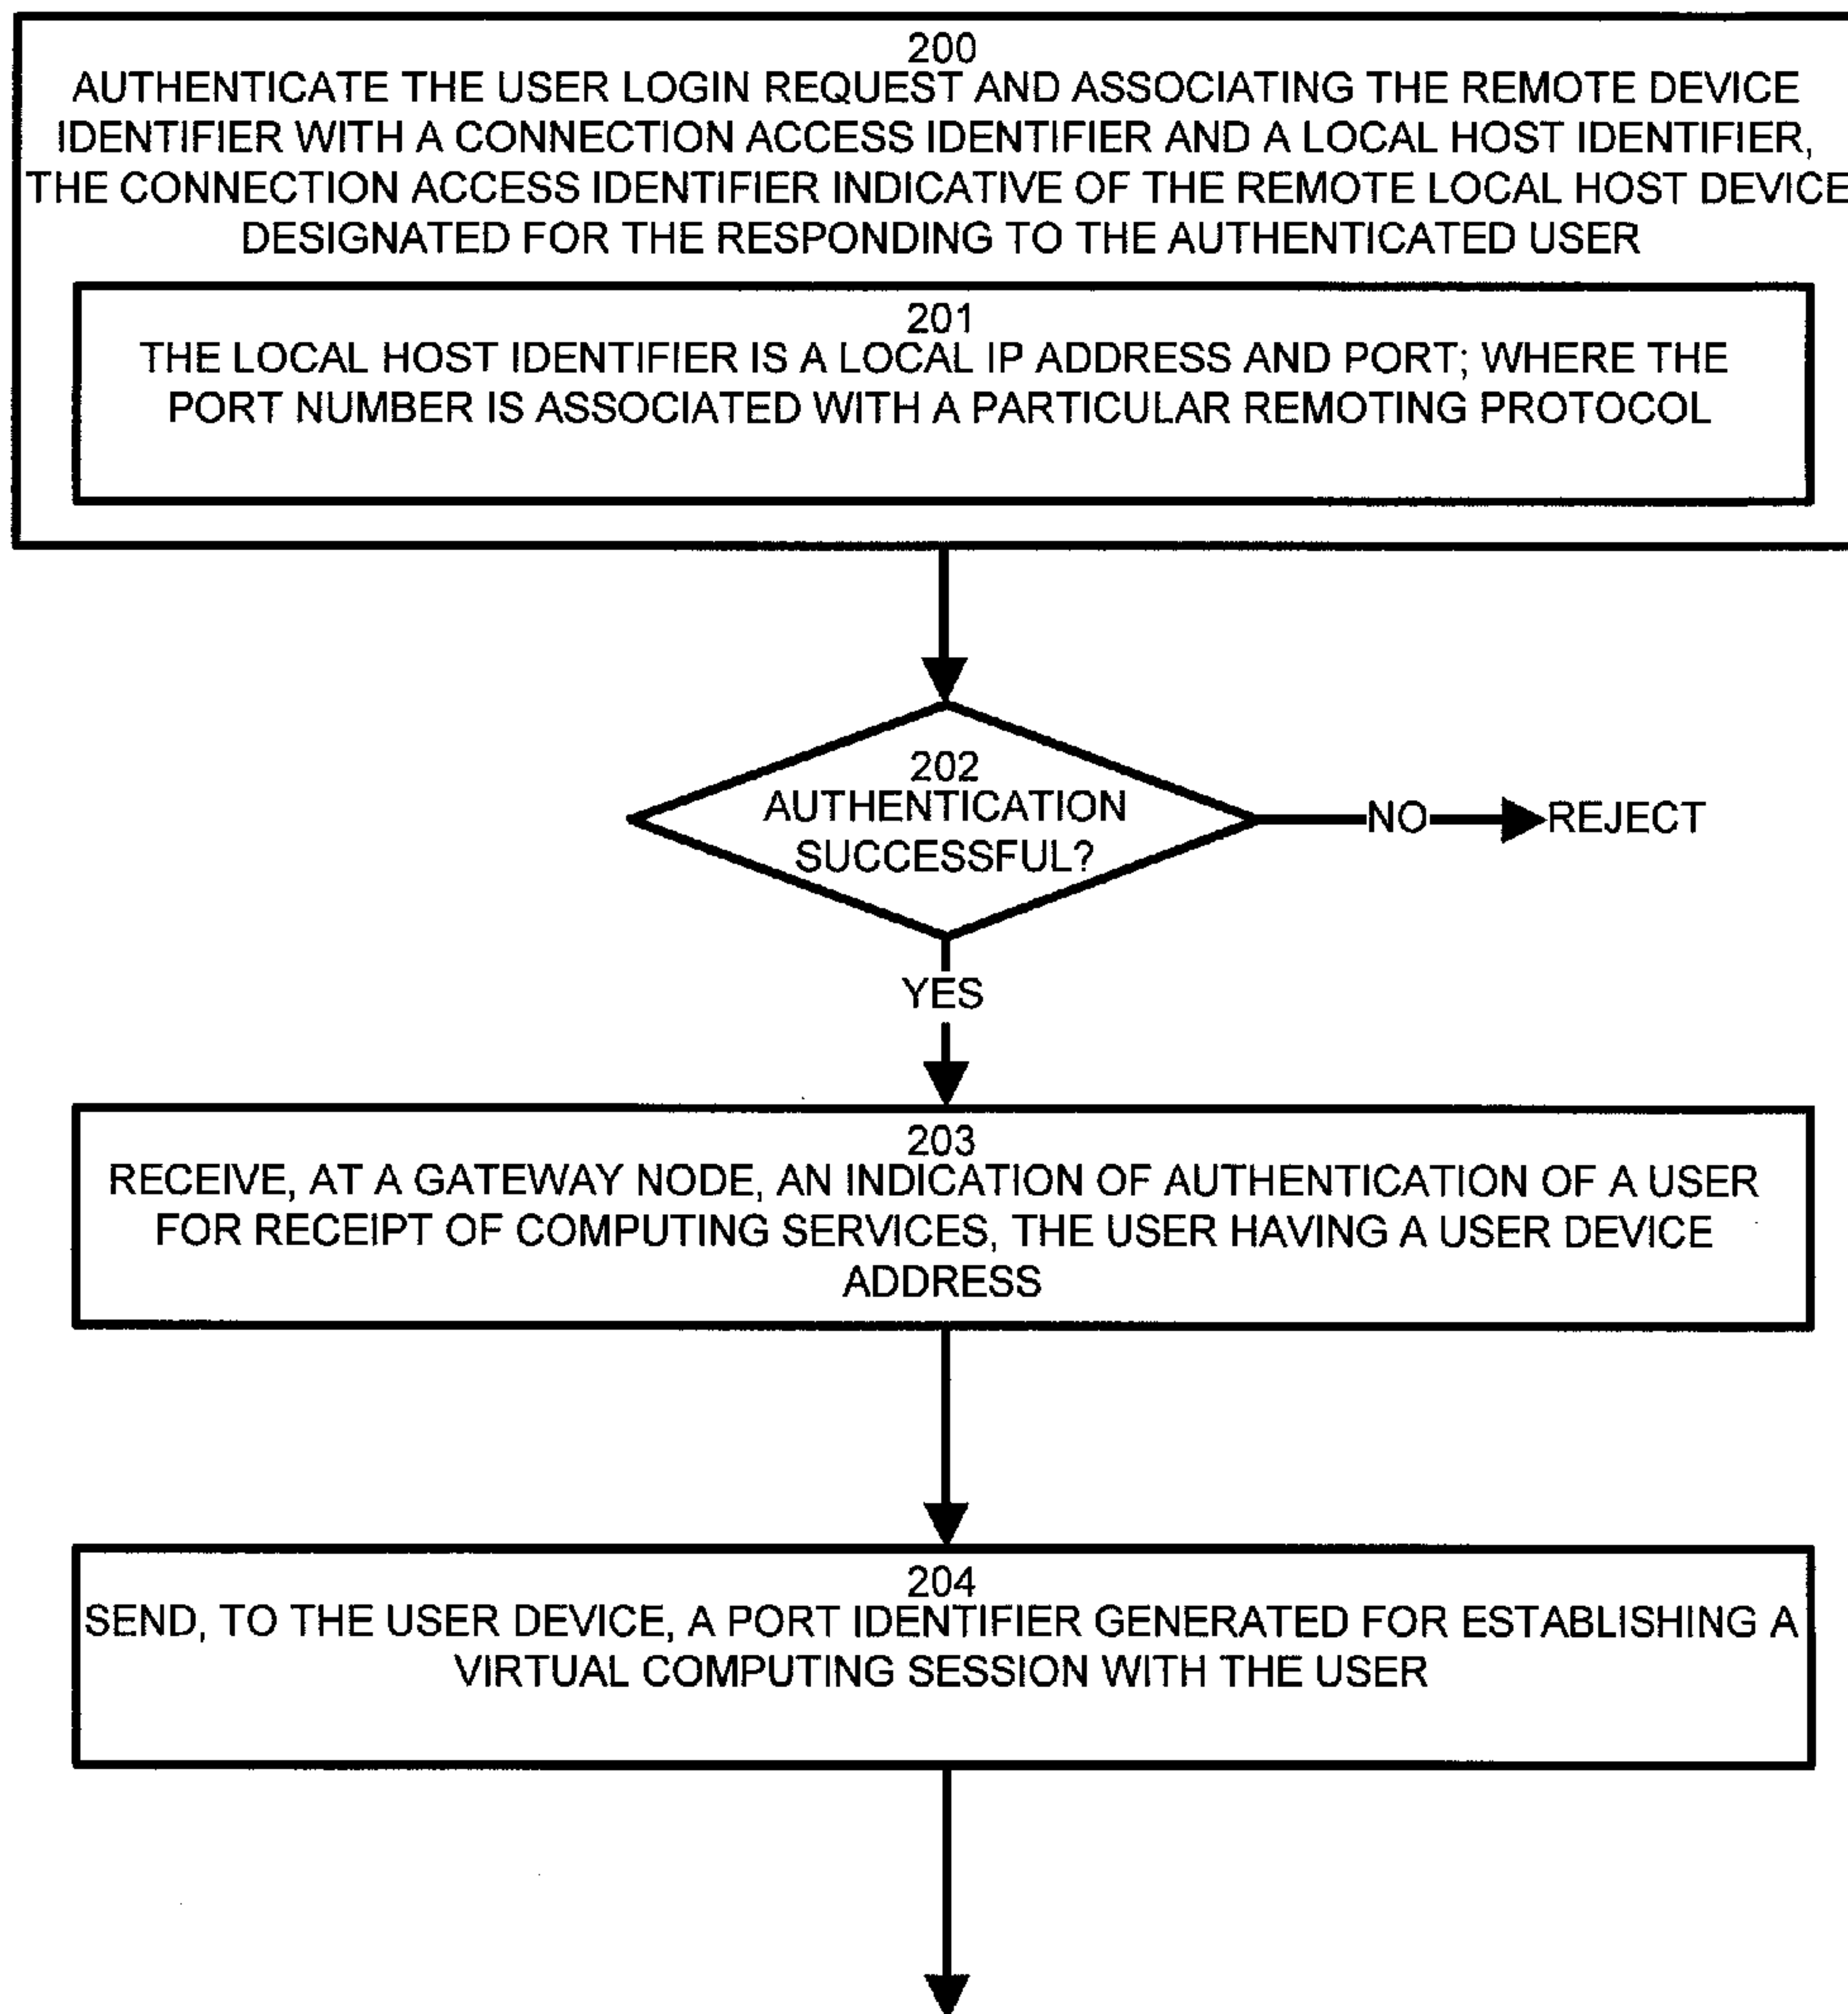 200
AUTHENTICATE THE USER LOGIN REQUEST AND ASSOCIATING THE REMOTE DEVICE
IDENTIFIER WITH A CONNECTION ACCESS IDENTIFIER AND A LOCAL HOST IDENTIFIER,
THE CONNECTION ACCESS IDENTIFIER INDICATIVE OF THE REMOTE LOCAL HOST DEVICE
DESIGNATED FOR THE RESPONDING TO THE AUTHENTICATED USER
201
THE LOCAL HOST IDENTIFIER IS A LOCAL IP ADDRESS AND PORT; WHERE THE
PORT NUMBER IS ASSOCIATED WITH A PARTICULAR REMOTING PROTOCOL
202
AUTHENTICATION
SUCCESSFUL?
NO
REJECT
YES
203
RECEIVE, AT A GATEWAY NODE, AN INDICATION OF AUTHENTICATION OF A USER
FOR RECEIPT OF COMPUTING SERVICES, THE USER HAVING A USER DEVICE
ADDRESS
204
SEND, TO THE USER DEVICE, A PORT IDENTIFIER GENERATED FOR ESTABLISHING A
VIRTUAL COMPUTING SESSION WITH THE USER